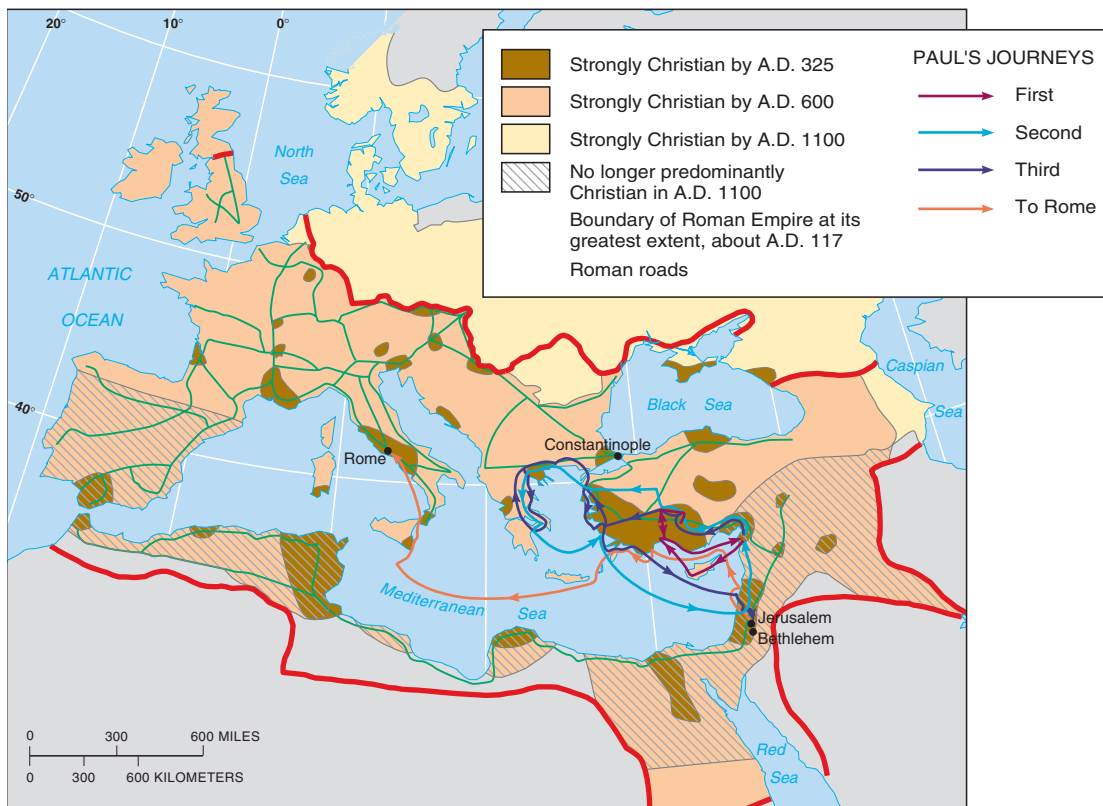 20°
10°
0°
50°
40°
North
Sea
ATLANTIC
OCEAN
Black Sea
Caspian
Sea
Constantinople
Rome
Mediterranean
Sea
Jerusalem
Bethlehem
Red
Sea
Strongly Christian by A.D. 325
Strongly Christian by A.D. 600
Strongly Christian by A.D. 1100
No longer predominantly
Christian in A.D. 1100
Boundary of Roman Empire at its
greatest extent, about A.D. 117
Roman roads
PAUL'S JOURNEYS
First
Second
Third
To Rome
0 300 600 MILES
0 300 600 KILOMETERS